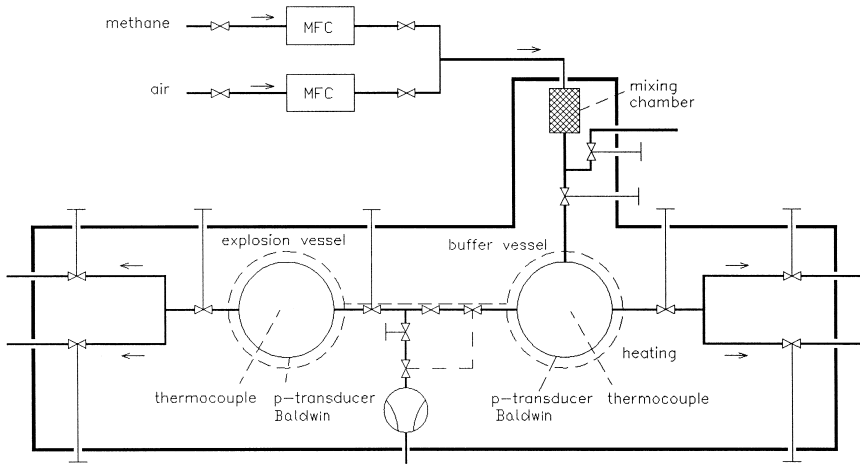 methane
MFC
air
MFC
mixing
chamber
explosion vessel
buffer vessel
heating
thermocouple
p-transducer
Baldwin
p-transducer
Baldwin
thermocouple